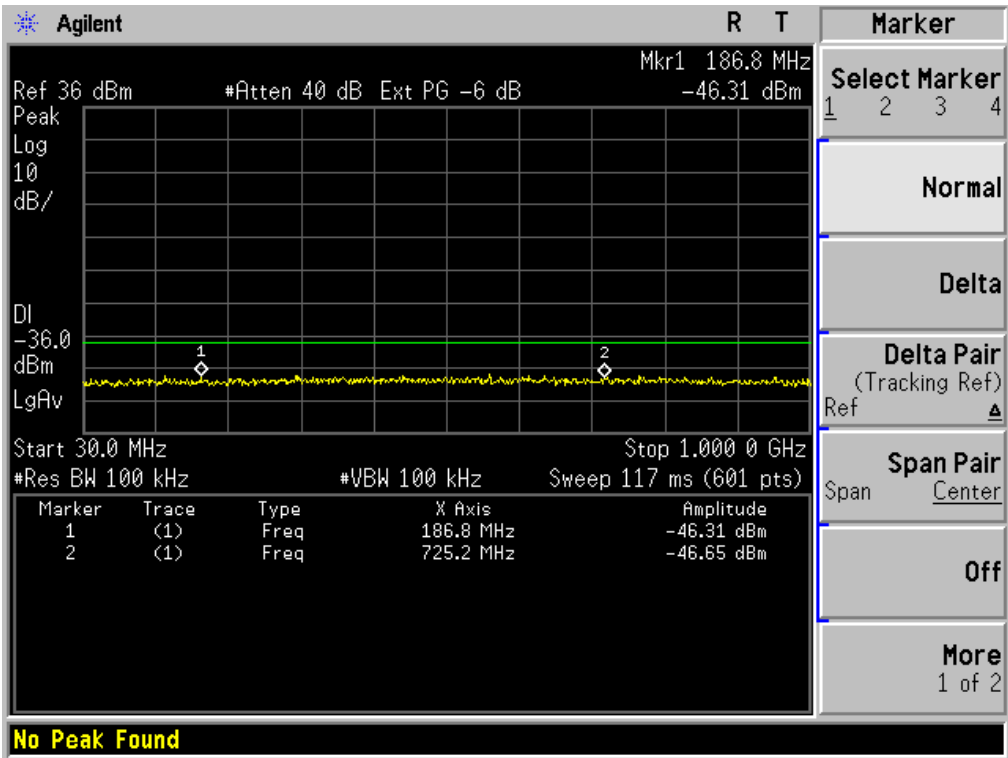 Agilent R T
Mkr1 186.8 MHz
Ref 36 dBm #Atten 40 dB Ext PG -6 dB -46.31 dBm
Peak
Log
10
dB/
DI
-36.0
dBm
LgAv
1
2
Start 30.0 MHz Stop 1.000 0 GHz
#Res BW 100 kHz #VBW 100 kHz Sweep 117 ms (601 pts)
Marker Trace Type X Axis Amplitude
1 (1) Freq 186.8 MHz -46.31 dBm
2 (1) Freq 725.2 MHz -46.65 dBm
No Peak Found
Marker
Select Marker
1 2 3 4
Normal
Delta
Delta Pair
(Tracking Ref)
Ref Δ
Span Pair
Span Center
Off
More
1 of 2